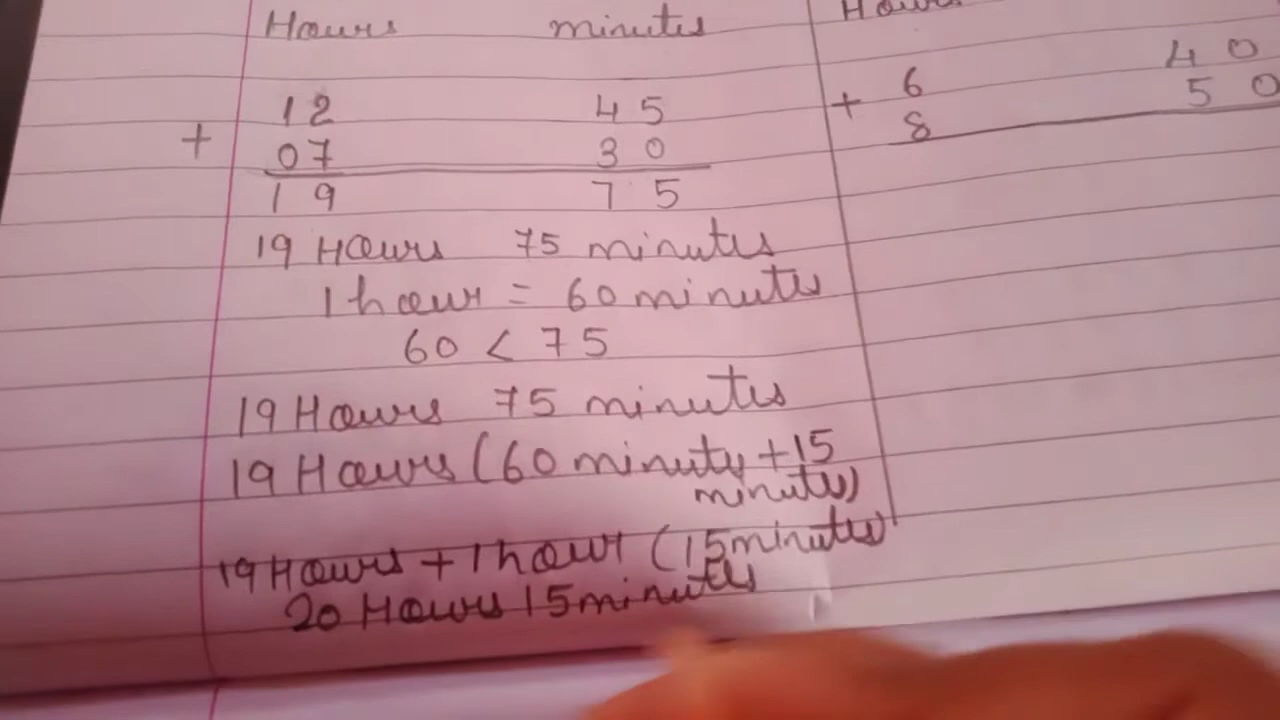 Hours minutes
12 45
+ 07 30
19 75
19 Hours 75 minutes
1 hour = 60 minutes
60 < 75
19 Hours 75 minutes
19 Hours (60 minutes + 15
minutes)
19 Hours + 1 hour (15 minutes)
20 Hours 15 minutes
Hours
6 40
+ 8 50